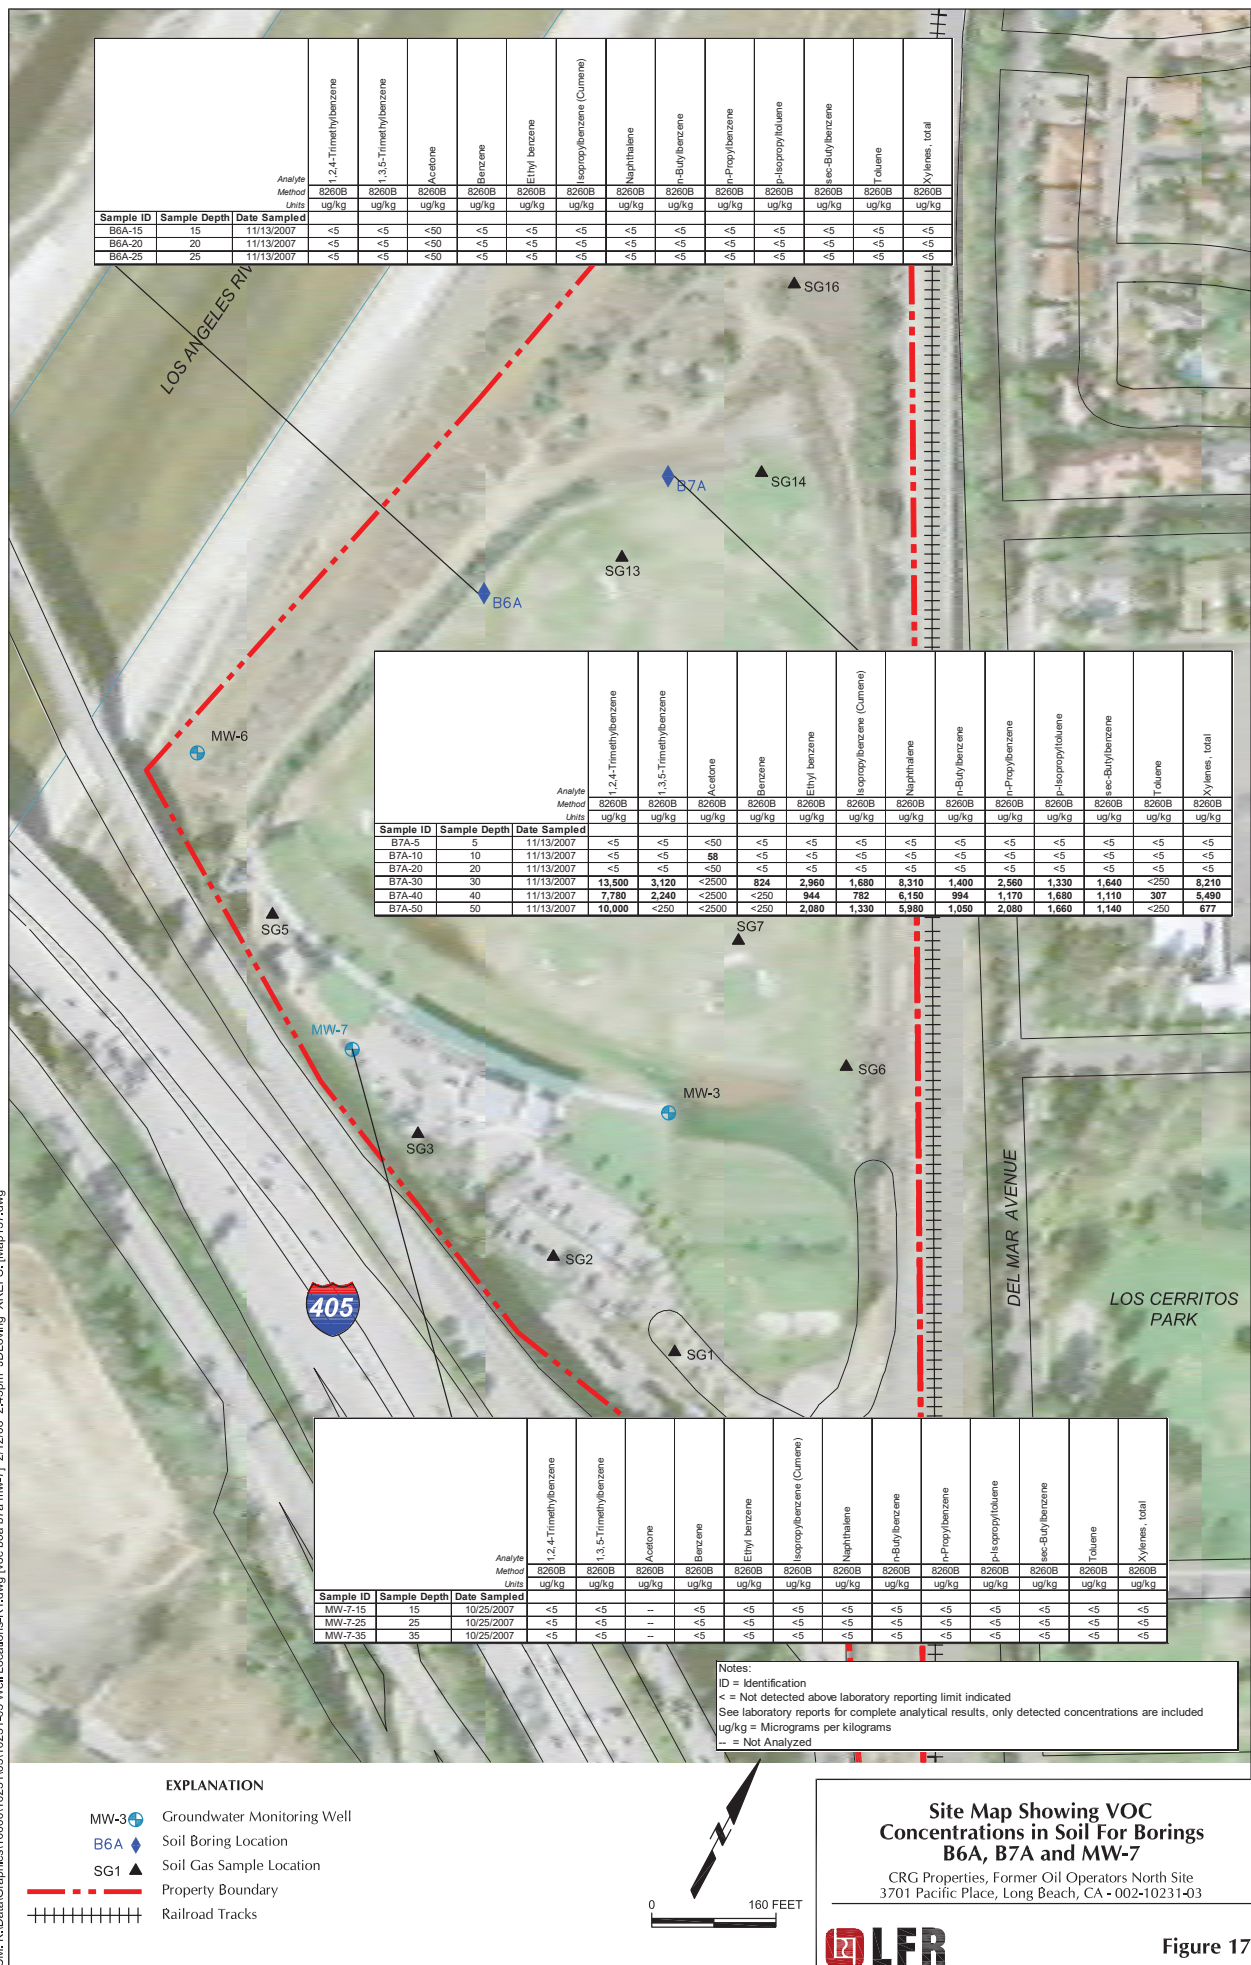 1,2,4-Trimethylbenzene
1,3,5-Trimethylbenzene
Acetone
Benzene
Ethyl benzene
Isopropylbenzene (Cumene)
Naphthalene
n-Butylbenzene
n-Propylbenzene
p-Isopropyltoluene
sec-Butylbenzene
Toluene
Xylenes, total
Analyte
Method 8260B 8260B 8260B 8260B 8260B 8260B 8260B 8260B 8260B 8260B 8260B 8260B 8260B
Units ug/kg ug/kg ug/kg ug/kg ug/kg ug/kg ug/kg ug/kg ug/kg ug/kg ug/kg ug/kg ug/kg
Sample ID Sample Depth Date Sampled
B6A-15 15 11/13/2007 <5 <5 <50 <5 <5 <5 <5 <5 <5 <5 <5 <5 <5
B6A-20 20 11/13/2007 <5 <5 <50 <5 <5 <5 <5 <5 <5 <5 <5 <5 <5
B6A-25 25 11/13/2007 <5 <5 <50 <5 <5 <5 <5 <5 <5 <5 <5 <5 <5
LOS ANGELES RIV
SG16
B7A
SG14
SG13
B6A
MW-6
1,2,4-Trimethylbenzene
1,3,5-Trimethylbenzene
Acetone
Benzene
Ethyl benzene
Isopropylbenzene (Cumene)
Naphthalene
n-Butylbenzene
n-Propylbenzene
p-Isopropyltoluene
sec-Butylbenzene
Toluene
Xylenes, total
Analyte
Method 8260B 8260B 8260B 8260B 8260B 8260B 8260B 8260B 8260B 8260B 8260B 8260B 8260B
Units ug/kg ug/kg ug/kg ug/kg ug/kg ug/kg ug/kg ug/kg ug/kg ug/kg ug/kg ug/kg ug/kg
Sample ID Sample Depth Date Sampled
B7A-5 5 11/13/2007 <5 <5 <50 <5 <5 <5 <5 <5 <5 <5 <5 <5 <5
B7A-10 10 11/13/2007 <5 <5 58 <5 <5 <5 <5 <5 <5 <5 <5 <5 <5
B7A-20 20 11/13/2007 <5 <5 <50 <5 <5 <5 <5 <5 <5 <5 <5 <5 <5
B7A-30 30 11/13/2007 13,500 3,120 <2500 824 2,960 1,680 8,310 1,400 2,560 1,330 1,640 <250 8,210
B7A-40 40 11/13/2007 7,780 2,240 <2500 <250 944 782 6,150 994 1,170 1,680 1,110 307 5,490
B7A-50 50 11/13/2007 10,000 <250 <2500 <250 2,080 1,330 5,980 1,050 2,080 1,660 1,140 <250 677
SG5
SG7
MW-7
SG6
MW-3
SG3
SG2
SG1
405
DEL MAR AVENUE
LOS CERRITOS
PARK
1,2,4-Trimethylbenzene
1,3,5-Trimethylbenzene
Acetone
Benzene
Ethyl benzene
Isopropylbenzene (Cumene)
Naphthalene
n-Butylbenzene
n-Propylbenzene
p-Isopropyltoluene
sec-Butylbenzene
Toluene
Xylenes, total
Analyte
Method 8260B 8260B 8260B 8260B 8260B 8260B 8260B 8260B 8260B 8260B 8260B 8260B 8260B
Units ug/kg ug/kg ug/kg ug/kg ug/kg ug/kg ug/kg ug/kg ug/kg ug/kg ug/kg ug/kg ug/kg
Sample ID Sample Depth Date Sampled
MW-7-15 15 10/25/2007 <5 <5 -- <5 <5 <5 <5 <5 <5 <5 <5 <5 <5
MW-7-25 25 10/25/2007 <5 <5 -- <5 <5 <5 <5 <5 <5 <5 <5 <5 <5
MW-7-35 35 10/25/2007 <5 <5 -- <5 <5 <5 <5 <5 <5 <5 <5 <5 <5
Notes:
ID = Identification
< = Not detected above laboratory reporting limit indicated
See laboratory reports for complete analytical results, only detected concentrations are included
ug/kg = Micrograms per kilograms
-- = Not Analyzed
EXPLANATION
MW-3 Groundwater Monitoring Well
B6A Soil Boring Location
SG1 Soil Gas Sample Location
Property Boundary
Railroad Tracks
N
0 160 FEET
Site Map Showing VOC
Concentrations in Soil For Borings
B6A, B7A and MW-7
CRG Properties, Former Oil Operators North Site
3701 Pacific Place, Long Beach, CA - 002-10231-03
LFR
Figure 17